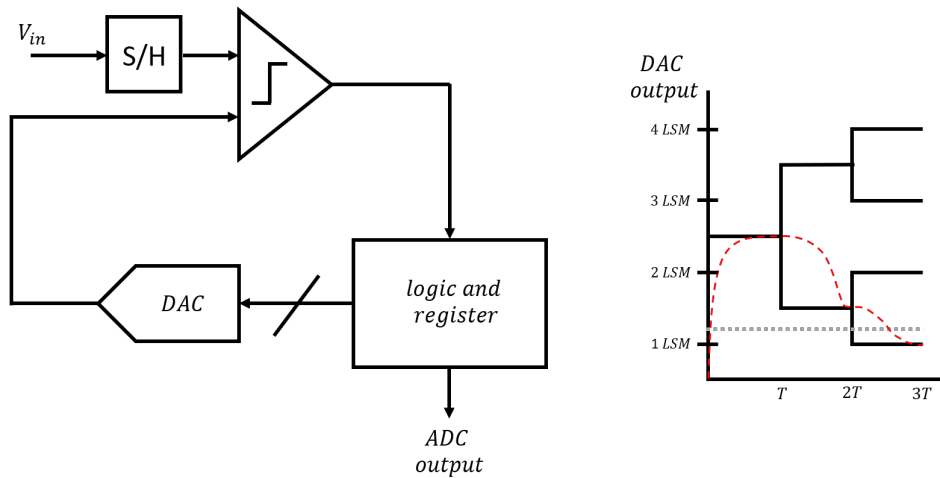 V_in
S/H
DAC
logic and
register
ADC
output
DAC
output
4 LSM
3 LSM
2 LSM
1 LSM
T
2T
3T